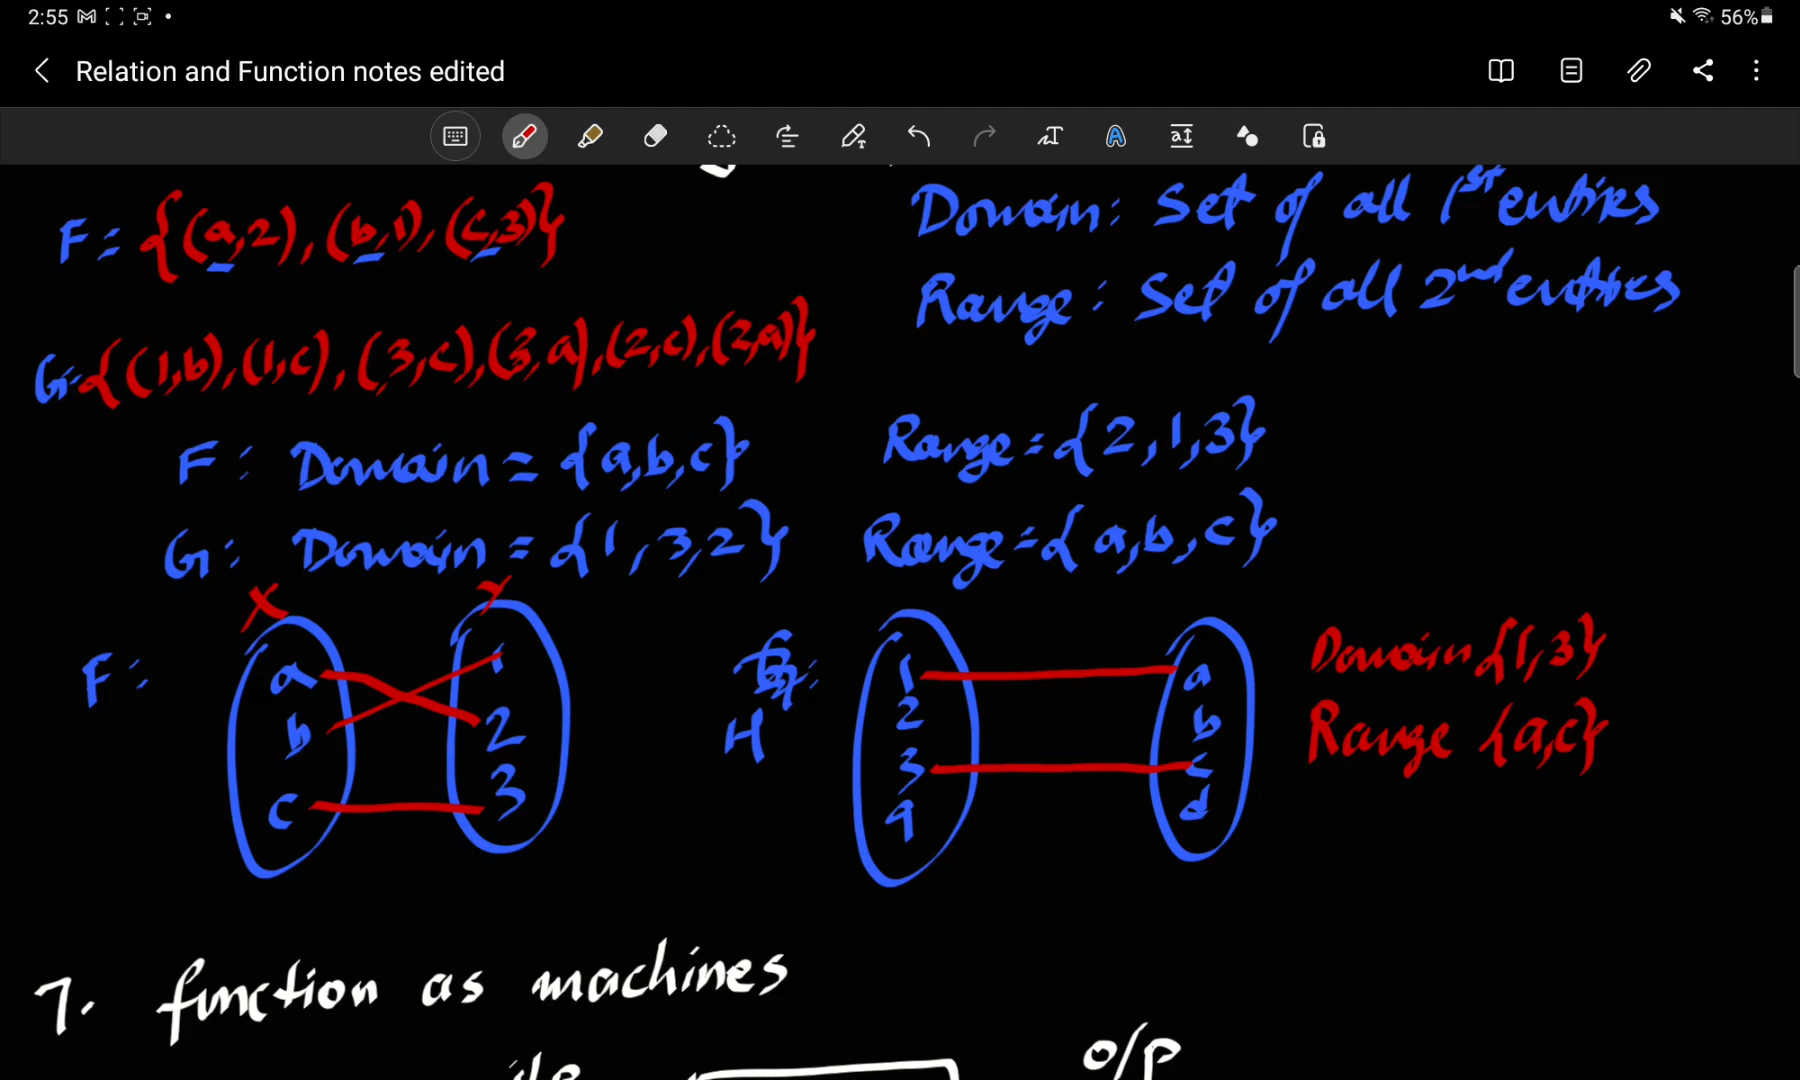 2:55
56%
Relation and Function notes edited
F = {(a,2), (b,1), (c,3)}
Domain: Set of all 1st entries
Range: Set of all 2nd entries
G = {(1,b), (1,c), (3,c), (3,a), (2,c), (2,a)}
F: Domain = {a, b, c} Range = {2, 1, 3}
G: Domain = {1, 3, 2} Range = {a, b, c}
X Y
F: a b c
1 2 3
H
1 2 3 9
a b c d
Domain {1, 3}
Range {a, c}
7. function as machines
o/p